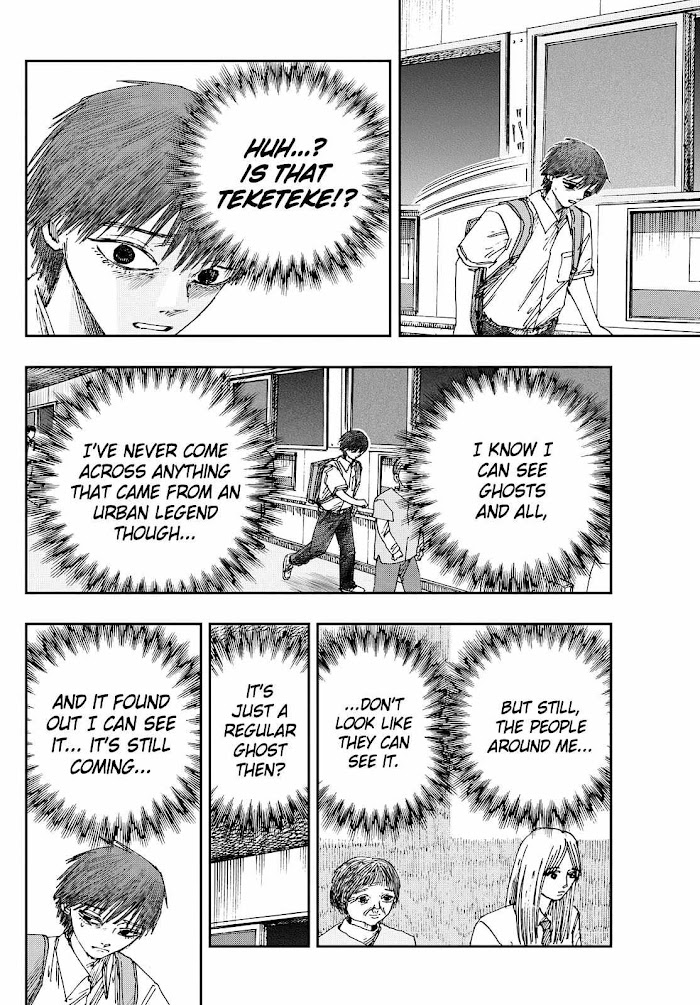 HUH...?
IS THAT
TEKETEKE!?
I KNOW I
CAN SEE
GHOSTS
AND ALL,
I'VE NEVER COME
ACROSS ANYTHING
THAT CAME FROM AN
URBAN LEGEND
THOUGH...
BUT STILL,
THE PEOPLE
AROUND ME...
...DON'T
LOOK LIKE
THEY CAN
SEE IT.
IT'S
JUST A
REGULAR
GHOST
THEN?
AND IT FOUND
OUT I CAN SEE
IT... IT'S STILL
COMING...